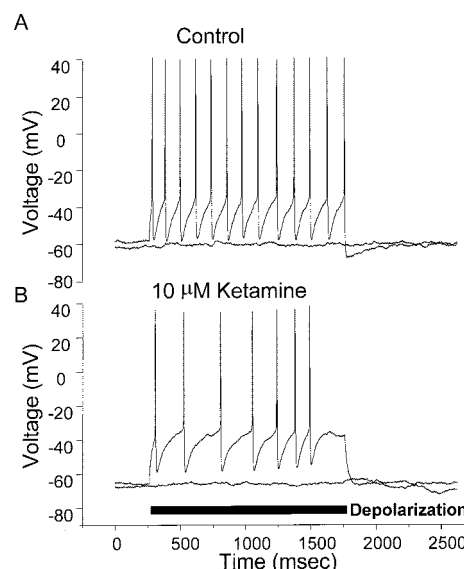 A
Control
40
20
0
-20
-40
-60
-80
Voltage (mV)
B
10 μM Ketamine
40
20
0
-20
-40
-60
-80
Voltage (mV)
Depolarization
0 500 1000 1500 2000 2500
Time (msec)